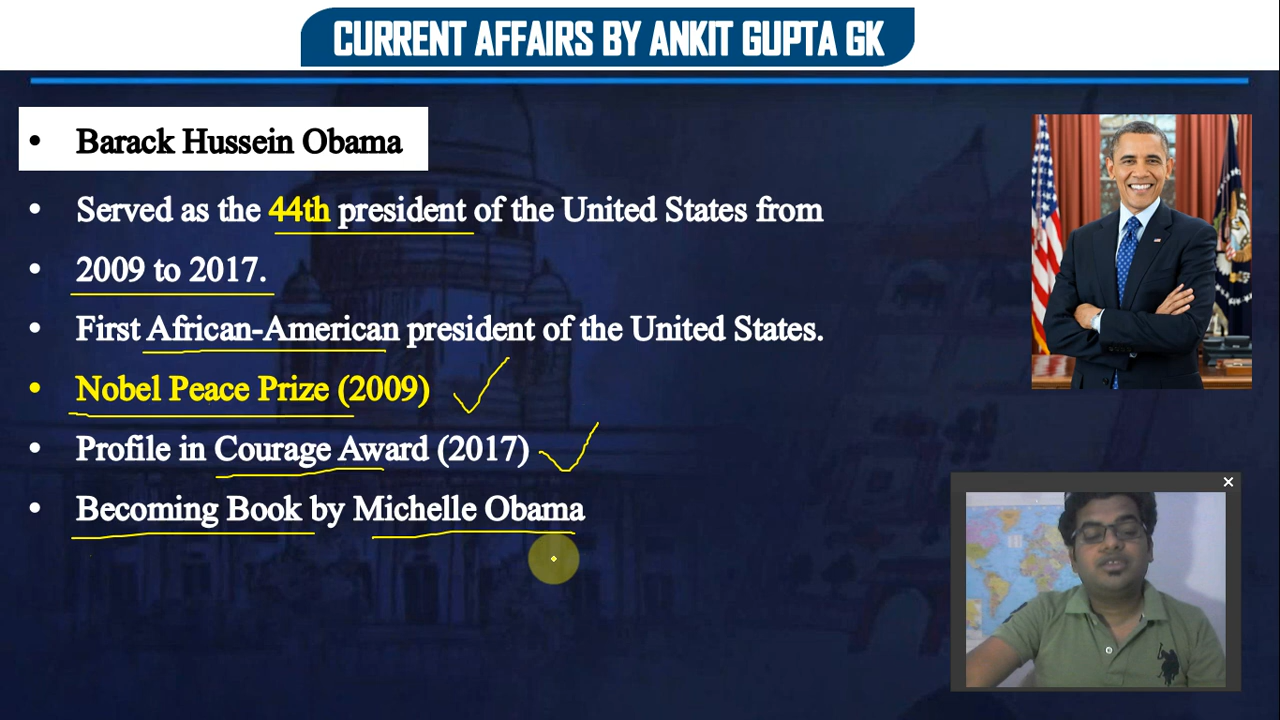 CURRENT AFFAIRS BY ANKIT GUPTA GK
• Barack Hussein Obama
• Served as the 44th president of the United States from
• 2009 to 2017.
• First African-American president of the United States.
• Nobel Peace Prize (2009)
• Profile in Courage Award (2017)
• Becoming Book by Michelle Obama